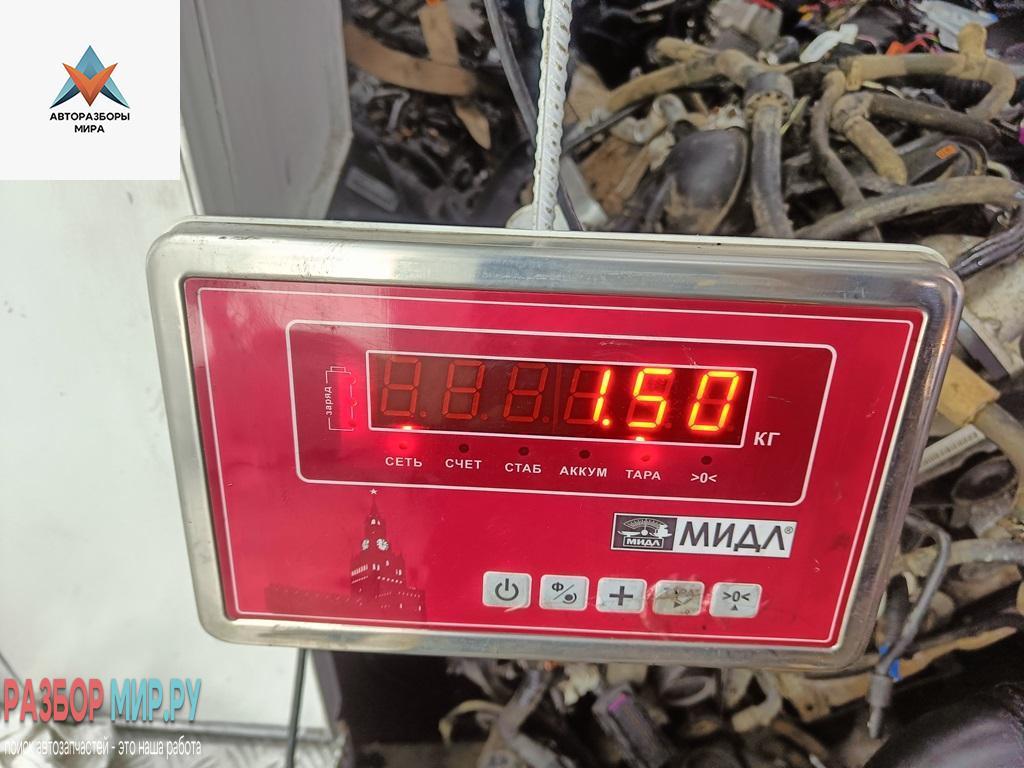 АВТОРАЗБОРЫ
МИРА
заряд
1.50
КГ
СЕТЬ СЧЕТ СТАБ АККУМ ТАРА >0<
МИДЛ МИДЛ®
Ф
>0<
РАЗБОР МИР.РУ
поиск автозапчастей - это наша работа